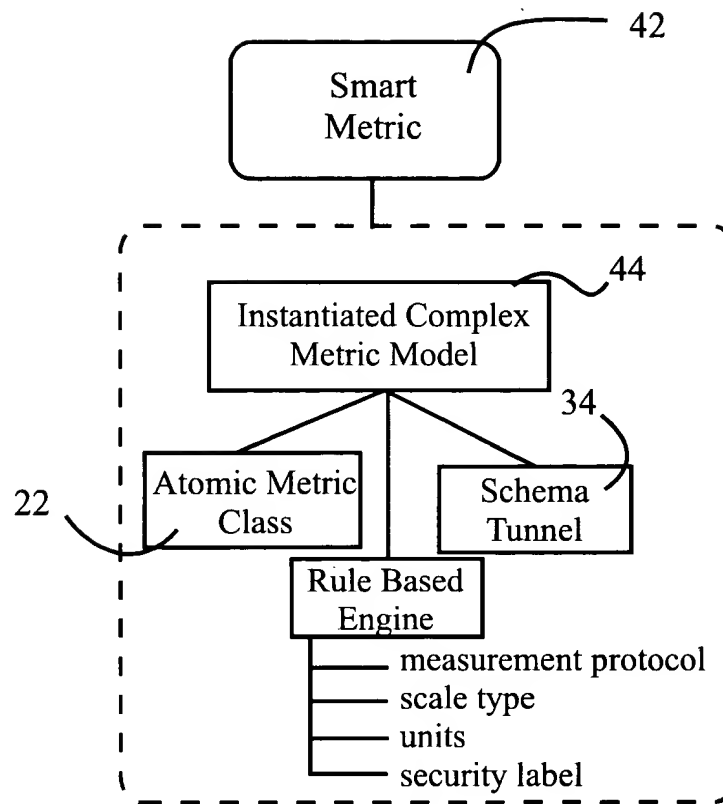 42
Smart
Metric
44
Instantiated Complex
Metric Model
34
Atomic Metric
Class
Schema
Tunnel
22
Rule Based
Engine
measurement protocol
scale type
units
security label